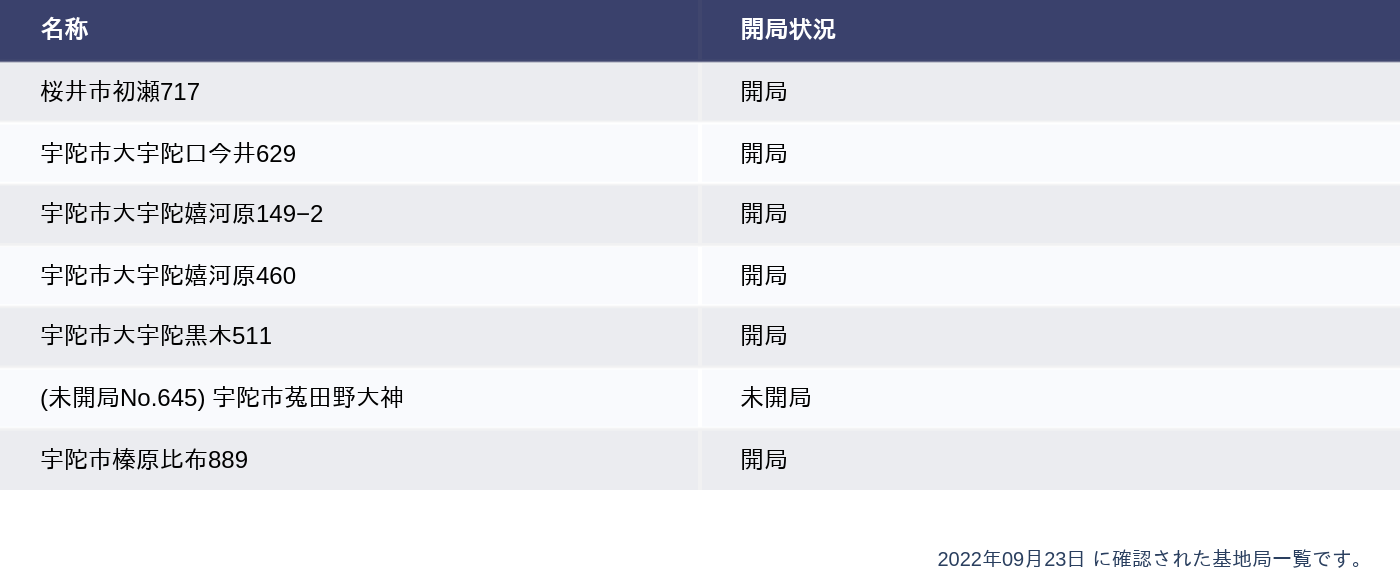 名称 開局状況
桜井市初瀬717 開局
宇陀市大宇陀口今井629 開局
宇陀市大宇陀嬉河原149−2 開局
宇陀市大宇陀嬉河原460 開局
宇陀市大宇陀黒木511 開局
(未開局No.645) 宇陀市菟田野大神 未開局
宇陀市榛原比布889 開局
2022年09月23日 に確認された基地局一覧です。